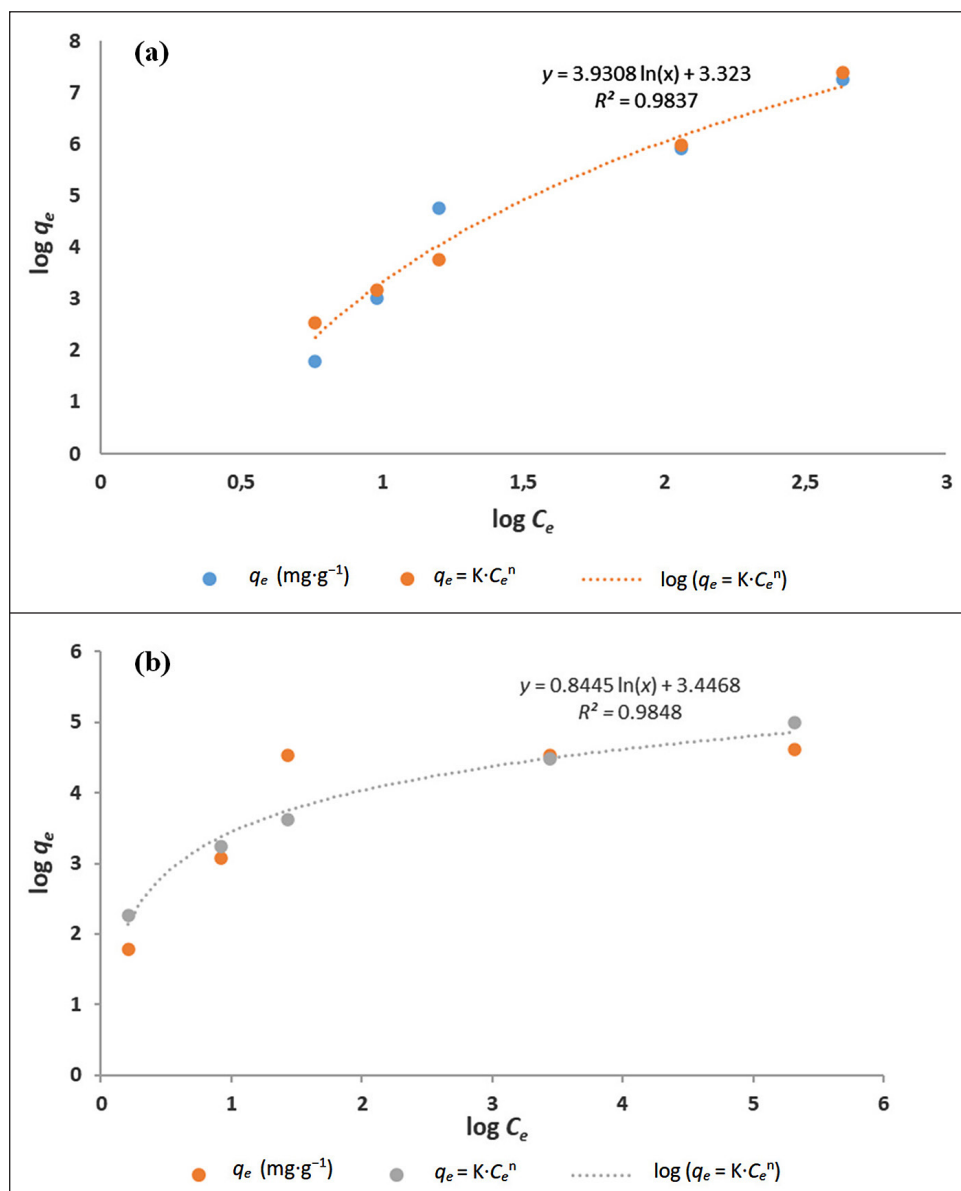 (a)
y = 3.9308 ln(x) + 3.323
R² = 0.9837
8
7
6
5
4
3
2
1
0
log qₑ
0 0,5 1 1,5 2 2,5 3
log Cₑ
qₑ (mg·g⁻¹) qₑ = K·Cₑⁿ log (qₑ = K·Cₑⁿ)
(b)
y = 0.8445 ln(x) + 3.4468
R² = 0.9848
6
5
4
3
2
1
0
log qₑ
0 1 2 3 4 5 6
log Cₑ
qₑ (mg·g⁻¹) qₑ = K·Cₑⁿ log (qₑ = K·Cₑⁿ)